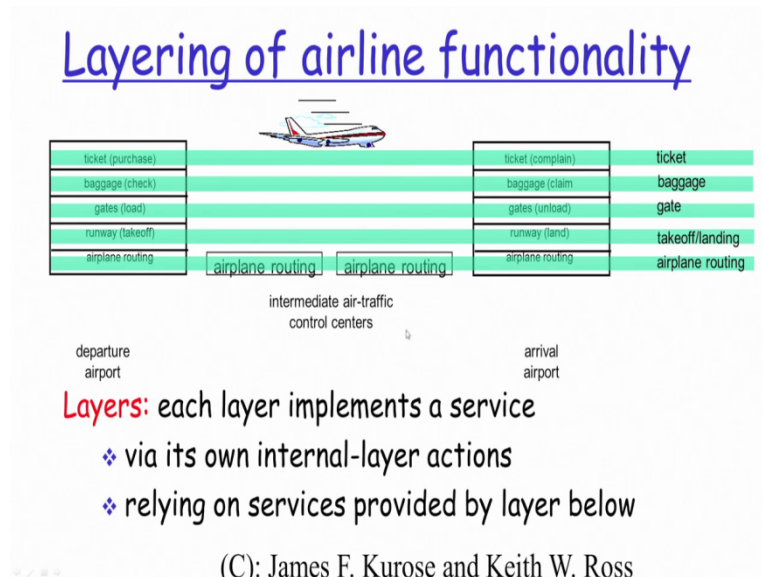 Layering of airline functionality
ticket (purchase) ticket (complain) ticket
baggage (check) baggage (claim baggage
gates (load) gates (unload) gate
runway (takeoff) runway (land) takeoff/landing
airplane routing airplane routing airplane routing airplane routing airplane routing
intermediate air-traffic
control centers
departure
airport
arrival
airport
Layers: each layer implements a service
❖ via its own internal-layer actions
❖ relying on services provided by layer below
(C): James F. Kurose and Keith W. Ross